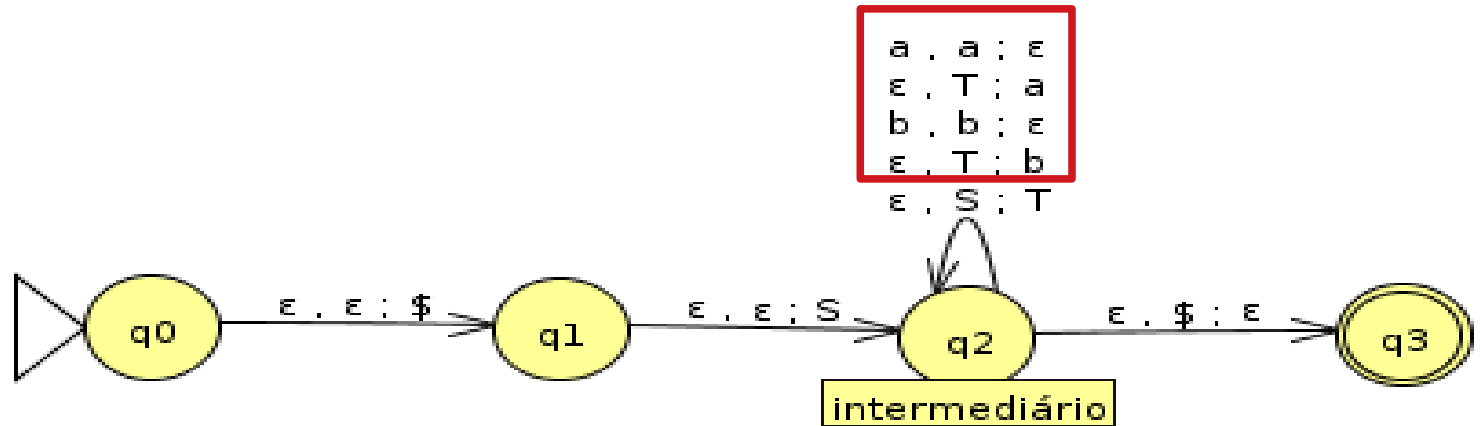 a , a ; ε
ε , T ; a
b , b ; ε
ε , T ; b
ε , S ; T
ε , ε ; $
ε , ε ; S
ε , $ ; ε
q0
q1
q2
q3
intermediário